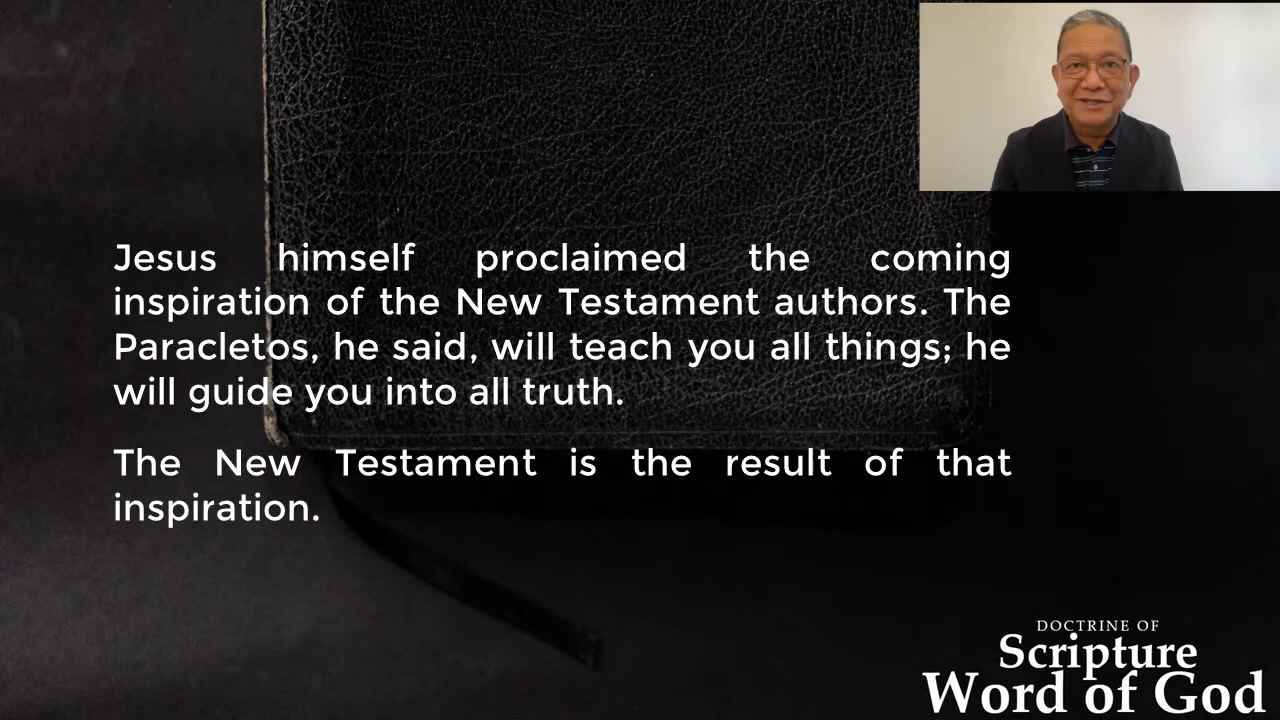 Jesus himself proclaimed the coming
inspiration of the New Testament authors. The
Paracletos, he said, will teach you all things; he
will guide you into all truth.
The New Testament is the result of that
inspiration.
DOCTRINE OF
Scripture
Word of God